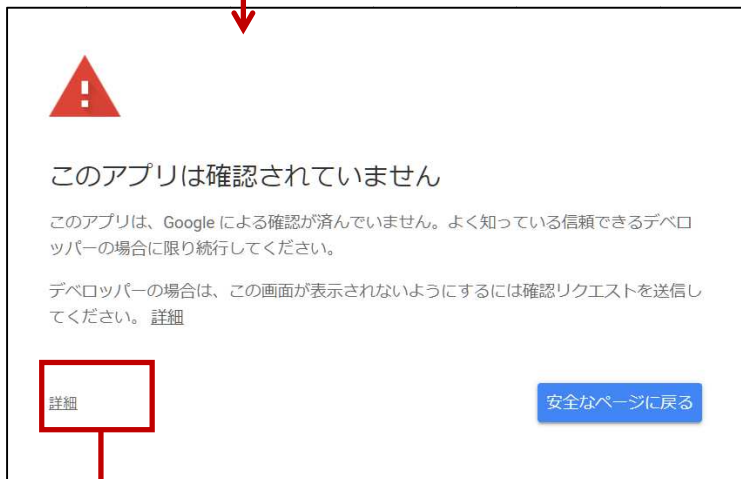 このアプリは確認されていません
このアプリは、Google による確認が済んでいません。よく知っている信頼できるデベロ
ッパーの場合に限り続行してください。
デベロッパーの場合は、この画面が表示されないようにするには確認リクエストを送信し
てください。 詳細
詳細
安全なページに戻る